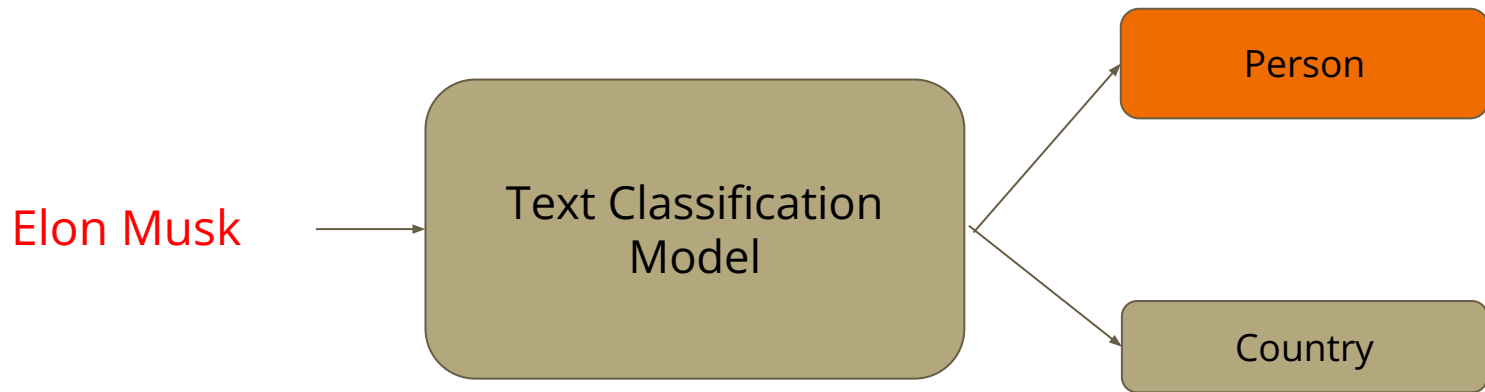 Elon Musk
Text Classification
Model
Person
Country